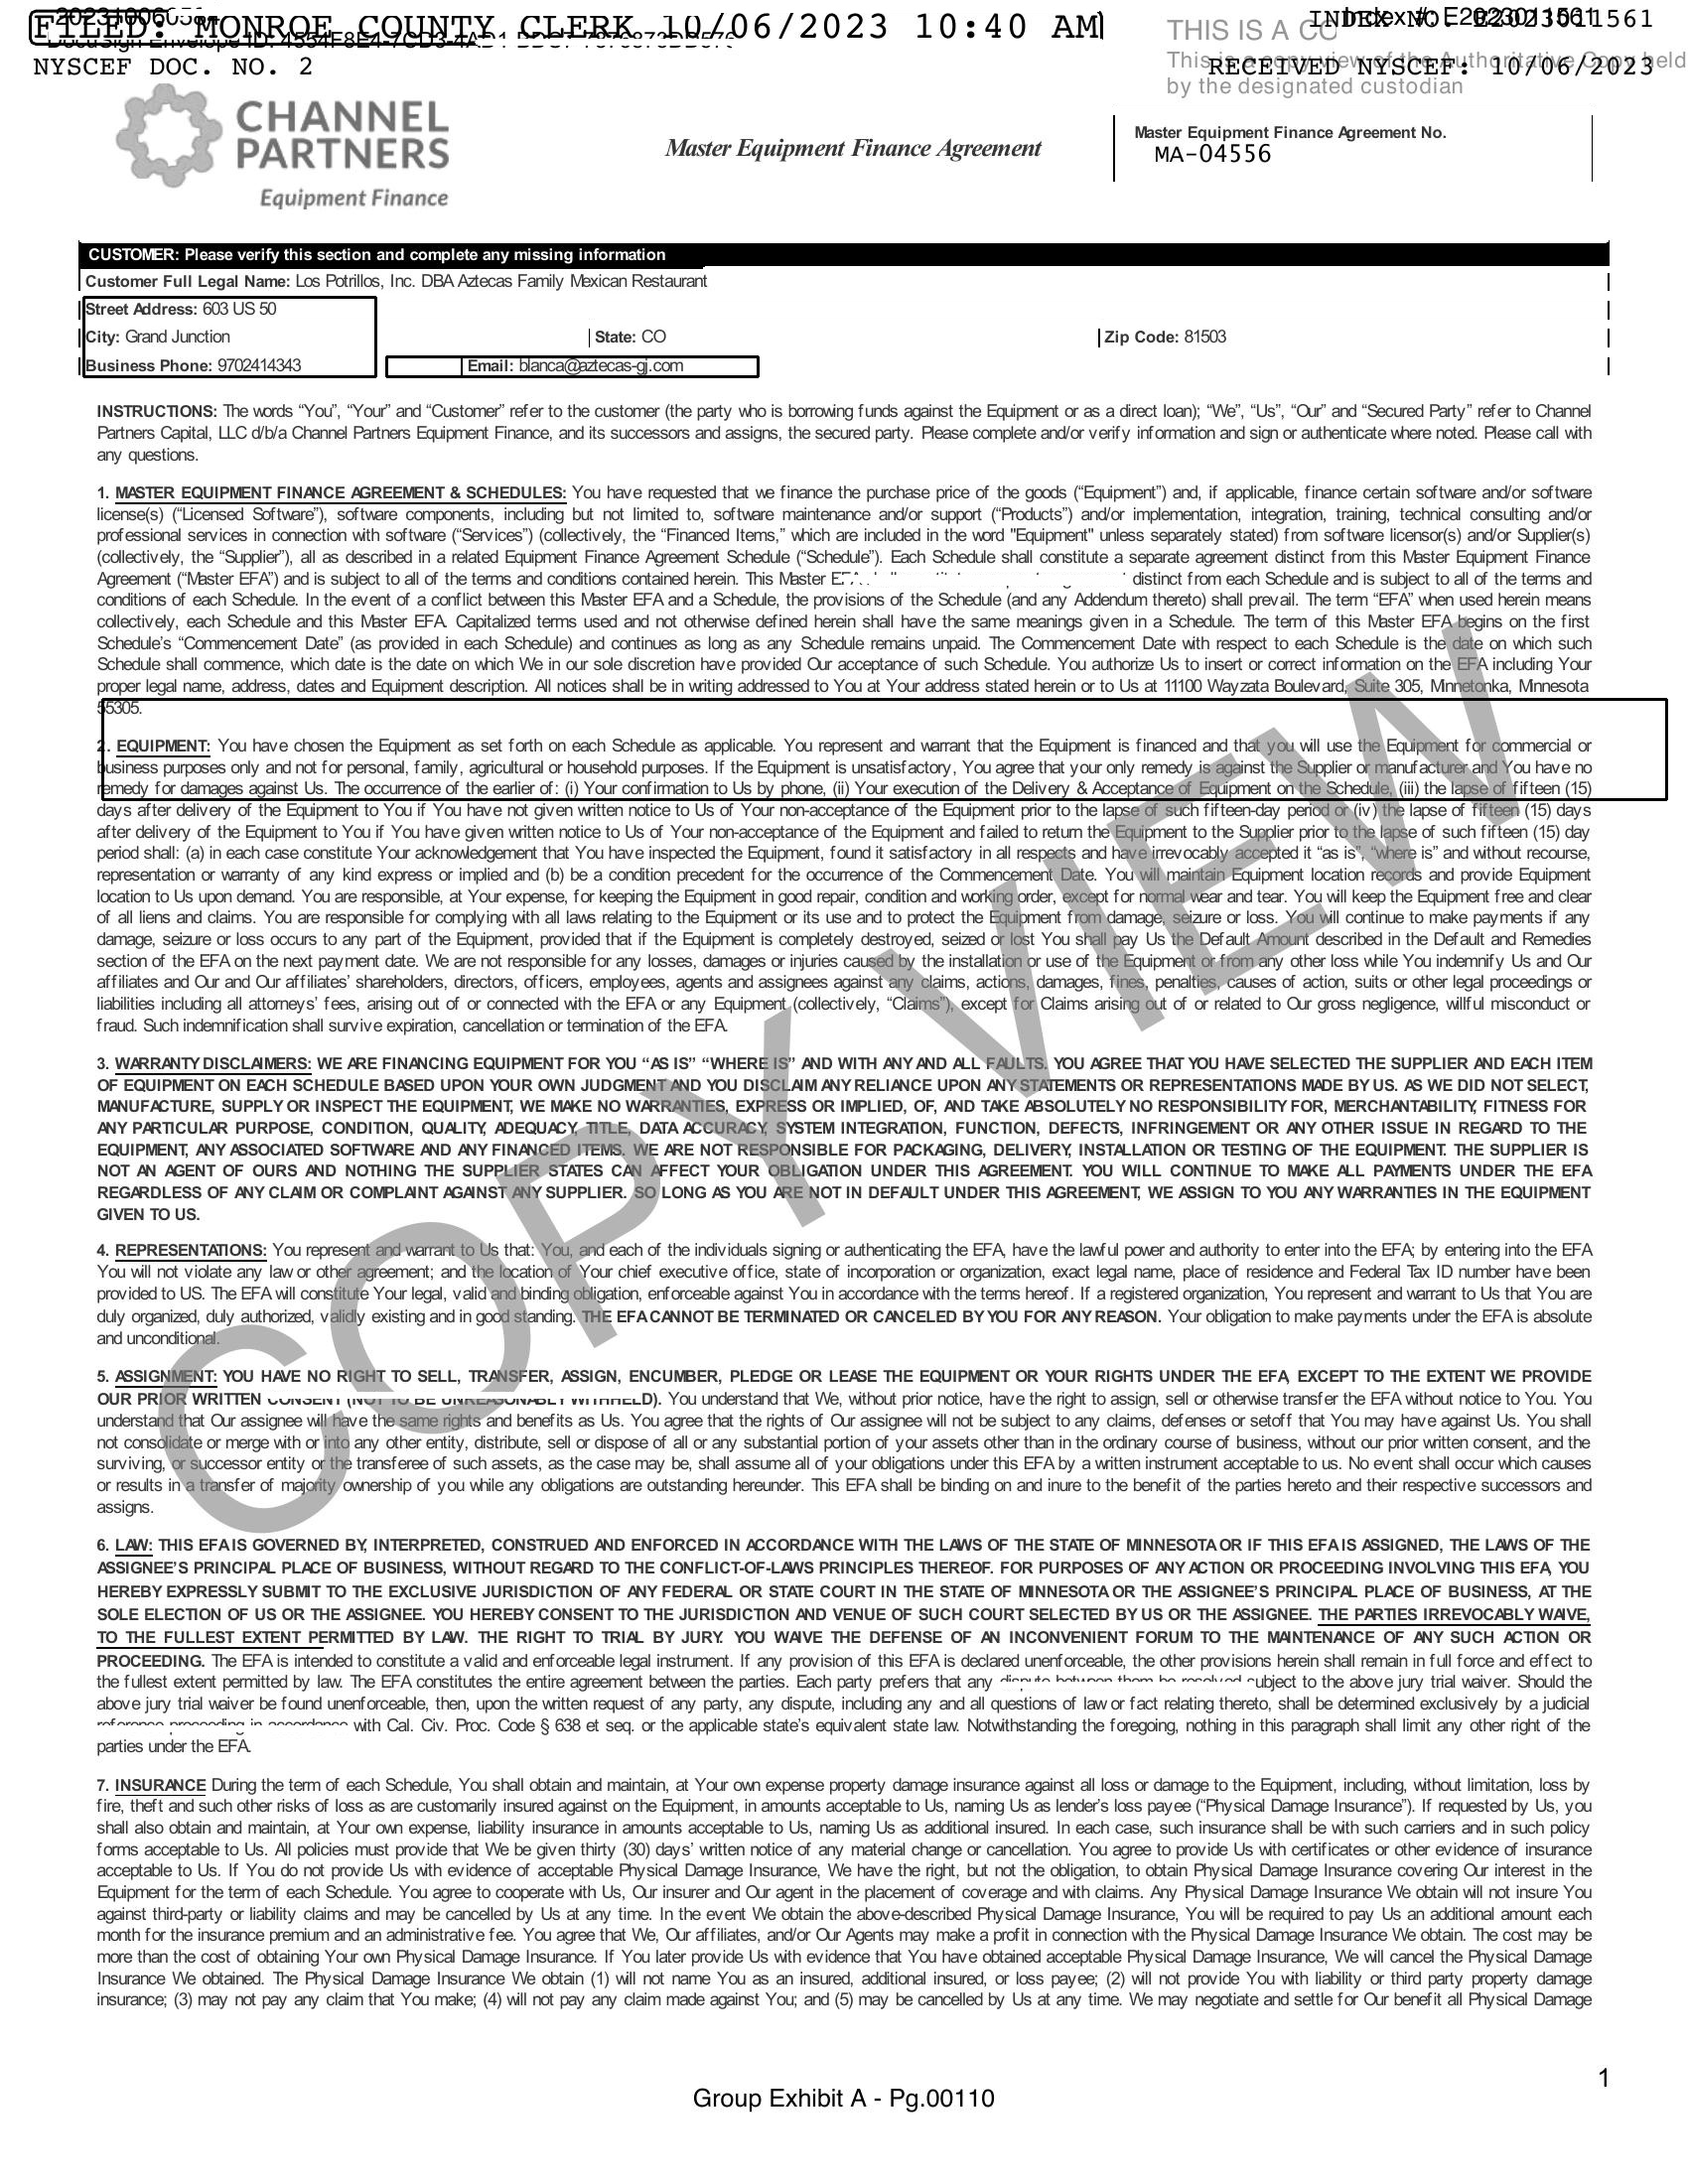 FILED: MONROE COUNTY CLERK 10/06/2023 10:40 AM
INDEX NO. E2023011561
NYSCEF DOC. NO. 2
RECEIVED NYSCEF: 10/06/2023
THIS IS A
This is a copy view of the Authoritative Copy held
by the designated custodian
CHANNEL
PARTNERS
Equipment Finance
Master Equipment Finance Agreement
Master Equipment Finance Agreement No.
MA-04556
CUSTOMER: Please verify this section and complete any missing information
Customer Full Legal Name: Los Potrillos, Inc. DBA Aztecas Family Mexican Restaurant
Street Address: 603 US 50
City: Grand Junction State: CO Zip Code: 81503
Business Phone: 9702414343 Email: blanca@aztecas-gj.com
INSTRUCTIONS: The words “You”, “Your” and “Customer” refer to the customer (the party who is borrowing funds against the Equipment or as a direct loan); “We”, “Us”, “Our” and “Secured Party” refer to Channel
Partners Capital, LLC d/b/a Channel Partners Equipment Finance, and its successors and assigns, the secured party. Please complete and/or verify information and sign or authenticate where noted. Please call with
any questions.
1. MASTER EQUIPMENT FINANCE AGREEMENT & SCHEDULES: You have requested that we finance the purchase price of the goods (“Equipment”) and, if applicable, finance certain software and/or software
license(s) (“Licensed Software”), software components, including but not limited to, software maintenance and/or support (“Products”) and/or implementation, integration, training, technical consulting and/or
professional services in connection with software (“Services”) (collectively, the “Financed Items,” which are included in the word "Equipment" unless separately stated) from software licensor(s) and/or Supplier(s)
(collectively, the “Supplier”), all as described in a related Equipment Finance Agreement Schedule (“Schedule”). Each Schedule shall constitute a separate agreement distinct from this Master Equipment Finance
Agreement (“Master EFA”) and is subject to all of the terms and conditions contained herein. This Master distinct from each Schedule and is subject to all of the terms and
conditions of each Schedule. In the event of a conflict between this Master EFA and a Schedule, the provisions of the Schedule (and any Addendum thereto) shall prevail. The term “EFA” when used herein means
collectively, each Schedule and this Master EFA. Capitalized terms used and not otherwise defined herein shall have the same meanings given in a Schedule. The term of this Master EFA begins on the first
Schedule’s “Commencement Date” (as provided in each Schedule) and continues as long as any Schedule remains unpaid. The Commencement Date with respect to each Schedule is the date on which such
Schedule shall commence, which date is the date on which We in our sole discretion have provided Our acceptance of such Schedule. You authorize Us to insert or correct information on the EFA including Your
proper legal name, address, dates and Equipment description. All notices shall be in writing addressed to You at Your address stated herein or to Us at 11100 Wayzata Boulevard, Suite 305, Minnetonka, Minnesota
55305.
2. EQUIPMENT: You have chosen the Equipment as set forth on each Schedule as applicable. You represent and warrant that the Equipment is financed and that you will use the Equipment for commercial or
business purposes only and not for personal, family, agricultural or household purposes. If the Equipment is unsatisfactory, You agree that your only remedy is against the Supplier or manufacturer and You have no
remedy for damages against Us. The occurrence of the earlier of: (i) Your confirmation to Us by phone, (ii) Your execution of the Delivery & Acceptance of Equipment on the Schedule, (iii) the lapse of fifteen (15)
days after delivery of the Equipment to You if You have not given written notice to Us of Your non-acceptance of the Equipment prior to the lapse of such fifteen-day period or (iv) the lapse of fifteen (15) days
after delivery of the Equipment to You if You have given written notice to Us of Your non-acceptance of the Equipment and failed to return the Equipment to the Supplier prior to the lapse of such fifteen (15) day
period shall: (a) in each case constitute Your acknowledgement that You have inspected the Equipment, found it satisfactory in all respects and have irrevocably accepted it “as is”, “where is” and without recourse,
representation or warranty of any kind express or implied and (b) be a condition precedent for the occurrence of the Commencement Date. You will maintain Equipment location records and provide Equipment
location to Us upon demand. You are responsible, at Your expense, for keeping the Equipment in good repair, condition and working order, except for normal wear and tear. You will keep the Equipment free and clear
of all liens and claims. You are responsible for complying with all laws relating to the Equipment or its use and to protect the Equipment from damage, seizure or loss. You will continue to make payments if any
damage, seizure or loss occurs to any part of the Equipment, provided that if the Equipment is completely destroyed, seized or lost You shall pay Us the Default Amount described in the Default and Remedies
section of the EFA on the next payment date. We are not responsible for any losses, damages or injuries caused by the installation or use of the Equipment or from any other loss while You indemnify Us and Our
affiliates and Our and Our affiliates’ shareholders, directors, officers, employees, agents and assignees against any claims, actions, damages, fines, penalties, causes of action, suits or other legal proceedings or
liabilities including all attorneys’ fees, arising out of or connected with the EFA or any Equipment (collectively, “Claims”), except for Claims arising out of or related to Our gross negligence, willful misconduct or
fraud. Such indemnification shall survive expiration, cancellation or termination of the EFA.
3. WARRANTY DISCLAIMERS: WE ARE FINANCING EQUIPMENT FOR YOU “AS IS” “WHERE IS” AND WITH ANY AND ALL FAULTS. YOU AGREE THAT YOU HAVE SELECTED THE SUPPLIER AND EACH ITEM
OF EQUIPMENT ON EACH SCHEDULE BASED UPON YOUR OWN JUDGMENT AND YOU DISCLAIM ANY RELIANCE UPON ANY STATEMENTS OR REPRESENTATIONS MADE BY US. AS WE DID NOT SELECT,
MANUFACTURE, SUPPLY OR INSPECT THE EQUIPMENT, WE MAKE NO WARRANTIES, EXPRESS OR IMPLIED, OF, AND TAKE ABSOLUTELY NO RESPONSIBILITY FOR, MERCHANTABILITY, FITNESS FOR
ANY PARTICULAR PURPOSE, CONDITION, QUALITY, ADEQUACY, TITLE, DATA ACCURACY, SYSTEM INTEGRATION, FUNCTION, DEFECTS, INFRINGEMENT OR ANY OTHER ISSUE IN REGARD TO THE
EQUIPMENT, ANY ASSOCIATED SOFTWARE AND ANY FINANCED ITEMS. WE ARE NOT RESPONSIBLE FOR PACKAGING, DELIVERY, INSTALLATION OR TESTING OF THE EQUIPMENT. THE SUPPLIER IS
NOT AN AGENT OF OURS AND NOTHING THE SUPPLIER STATES CAN AFFECT YOUR OBLIGATION UNDER THIS AGREEMENT. YOU WILL CONTINUE TO MAKE ALL PAYMENTS UNDER THE EFA
REGARDLESS OF ANY CLAIM OR COMPLAINT AGAINST ANY SUPPLIER. SO LONG AS YOU ARE NOT IN DEFAULT UNDER THIS AGREEMENT, WE ASSIGN TO YOU ANY WARRANTIES IN THE EQUIPMENT
GIVEN TO US.
4. REPRESENTATIONS: You represent and warrant to Us that: You, and each of the individuals signing or authenticating the EFA, have the lawful power and authority to enter into the EFA; by entering into the EFA
You will not violate any law or other agreement; and the location of Your chief executive office, state of incorporation or organization, exact legal name, place of residence and Federal Tax ID number have been
provided to US. The EFA will constitute Your legal, valid and binding obligation, enforceable against You in accordance with the terms hereof. If a registered organization, You represent and warrant to Us that You are
duly organized, duly authorized, validly existing and in good standing. THE EFA CANNOT BE TERMINATED OR CANCELED BY YOU FOR ANY REASON. Your obligation to make payments under the EFA is absolute
and unconditional.
5. ASSIGNMENT: YOU HAVE NO RIGHT TO SELL, TRANSFER, ASSIGN, ENCUMBER, PLEDGE OR LEASE THE EQUIPMENT OR YOUR RIGHTS UNDER THE EFA, EXCEPT TO THE EXTENT WE PROVIDE
OUR PRIOR WRITTEN CONSENT (NOT TO BE UNREASONABLY WITHHELD). You understand that We, without prior notice, have the right to assign, sell or otherwise transfer the EFA without notice to You. You
understand that Our assignee will have the same rights and benefits as Us. You agree that the rights of Our assignee will not be subject to any claims, defenses or setoff that You may have against Us. You shall
not consolidate or merge with or into any other entity, distribute, sell or dispose of all or any substantial portion of your assets other than in the ordinary course of business, without our prior written consent, and the
surviving, or successor entity or the transferee of such assets, as the case may be, shall assume all of your obligations under this EFA by a written instrument acceptable to us. No event shall occur which causes
or results in a transfer of majority ownership of you while any obligations are outstanding hereunder. This EFA shall be binding on and inure to the benefit of the parties hereto and their respective successors and
assigns.
6. LAW: THIS EFA IS GOVERNED BY, INTERPRETED, CONSTRUED AND ENFORCED IN ACCORDANCE WITH THE LAWS OF THE STATE OF MINNESOTA OR IF THIS EFA IS ASSIGNED, THE LAWS OF THE
ASSIGNEE’S PRINCIPAL PLACE OF BUSINESS, WITHOUT REGARD TO THE CONFLICT-OF-LAWS PRINCIPLES THEREOF. FOR PURPOSES OF ANY ACTION OR PROCEEDING INVOLVING THIS EFA, YOU
HEREBY EXPRESSLY SUBMIT TO THE EXCLUSIVE JURISDICTION OF ANY FEDERAL OR STATE COURT IN THE STATE OF MINNESOTA OR THE ASSIGNEE’S PRINCIPAL PLACE OF BUSINESS, AT THE
SOLE ELECTION OF US OR THE ASSIGNEE. YOU HEREBY CONSENT TO THE JURISDICTION AND VENUE OF SUCH COURT SELECTED BY US OR THE ASSIGNEE. THE PARTIES IRREVOCABLY WAIVE,
TO THE FULLEST EXTENT PERMITTED BY LAW. THE RIGHT TO TRIAL BY JURY. YOU WAIVE THE DEFENSE OF AN INCONVENIENT FORUM TO THE MAINTENANCE OF ANY SUCH ACTION OR
PROCEEDING. The EFA is intended to constitute a valid and enforceable legal instrument. If any provision of this EFA is declared unenforceable, the other provisions herein shall remain in full force and effect to
the fullest extent permitted by law. The EFA constitutes the entire agreement between the parties. Each party prefers that any dispute between them be resolved subject to the above jury trial waiver. Should the
above jury trial waiver be found unenforceable, then, upon the written request of any party, any dispute, including any and all questions of law or fact relating thereto, shall be determined exclusively by a judicial
reference proceeding in accordance with Cal. Civ. Proc. Code § 638 et seq. or the applicable state’s equivalent state law. Notwithstanding the foregoing, nothing in this paragraph shall limit any other right of the
parties under the EFA.
7. INSURANCE During the term of each Schedule, You shall obtain and maintain, at Your own expense property damage insurance against all loss or damage to the Equipment, including, without limitation, loss by
fire, theft and such other risks of loss as are customarily insured against on the Equipment, in amounts acceptable to Us, naming Us as lender’s loss payee (“Physical Damage Insurance”). If requested by Us, you
shall also obtain and maintain, at Your own expense, liability insurance in amounts acceptable to Us, naming Us as additional insured. In each case, such insurance shall be with such carriers and in such policy
forms acceptable to Us. All policies must provide that We be given thirty (30) days’ written notice of any material change or cancellation. You agree to provide Us with certificates or other evidence of insurance
acceptable to Us. If You do not provide Us with evidence of acceptable Physical Damage Insurance, We have the right, but not the obligation, to obtain Physical Damage Insurance covering Our interest in the
Equipment for the term of each Schedule. You agree to cooperate with Us, Our insurer and Our agent in the placement of coverage and with claims. Any Physical Damage Insurance We obtain will not insure You
against third-party or liability claims and may be cancelled by Us at any time. In the event We obtain the above-described Physical Damage Insurance, You will be required to pay Us an additional amount each
month for the insurance premium and an administrative fee. You agree that We, Our affiliates, and/or Our Agents may make a profit in connection with the Physical Damage Insurance We obtain. The cost may be
more than the cost of obtaining Your own Physical Damage Insurance. If You later provide Us with evidence that You have obtained acceptable Physical Damage Insurance, We will cancel the Physical Damage
Insurance We obtained. The Physical Damage Insurance We obtain (1) will not name You as an insured, additional insured, or loss payee; (2) will not provide You with liability or third party property damage
insurance; (3) may not pay any claim that You make; (4) will not pay any claim made against You; and (5) may be cancelled by Us at any time. We may negotiate and settle for Our benefit all Physical Damage
COPY VIEW
1
Group Exhibit A - Pg.00110